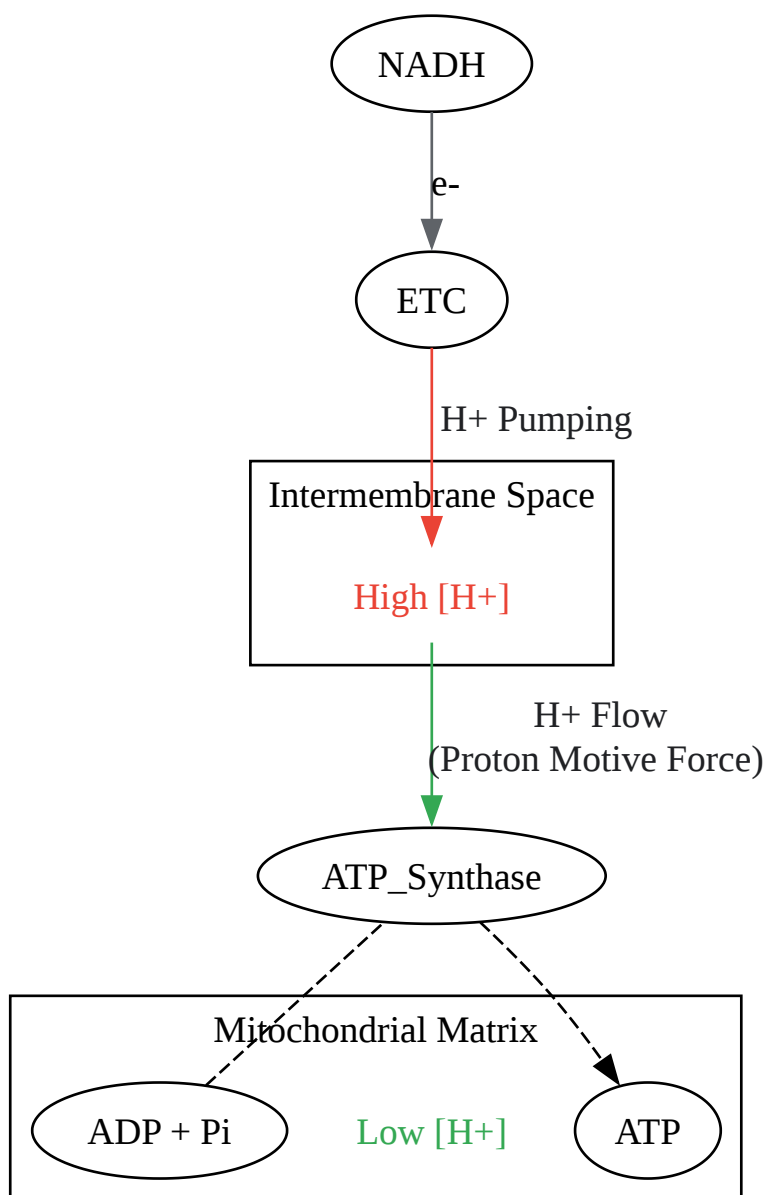 NADH
e-
ETC
H+ Pumping
Intermembrane Space
High [H+]
H+ Flow
(Proton Motive Force)
ATP_Synthase
Mitochondrial Matrix
ADP + Pi
Low [H+]
ATP